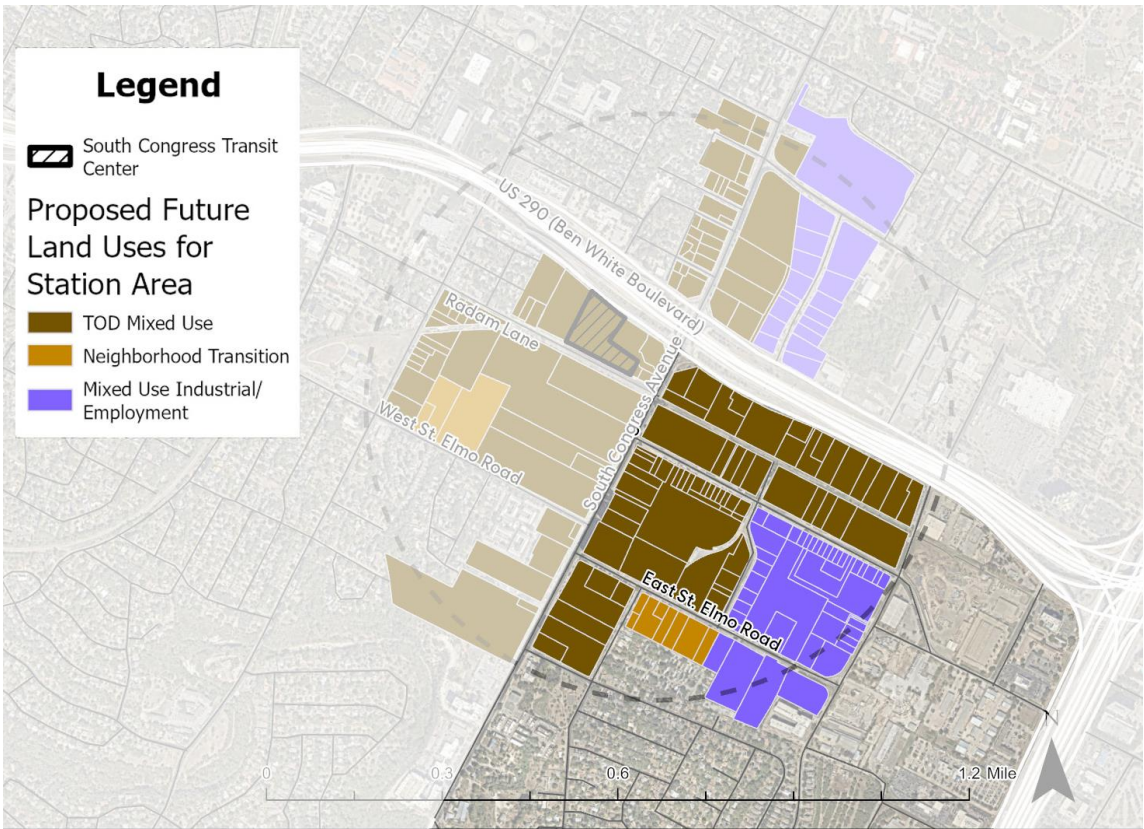 Legend
South Congress Transit
Center
Proposed Future
Land Uses for
Station Area
TOD Mixed Use
Neighborhood Transition
Mixed Use Industrial/
Employment
US 290 (Ben White Boulevard)
Radam Lane
South Congress Avenue
West St. Elmo Road
East St. Elmo Road
N
0
0.3
0.6
1.2 Mile